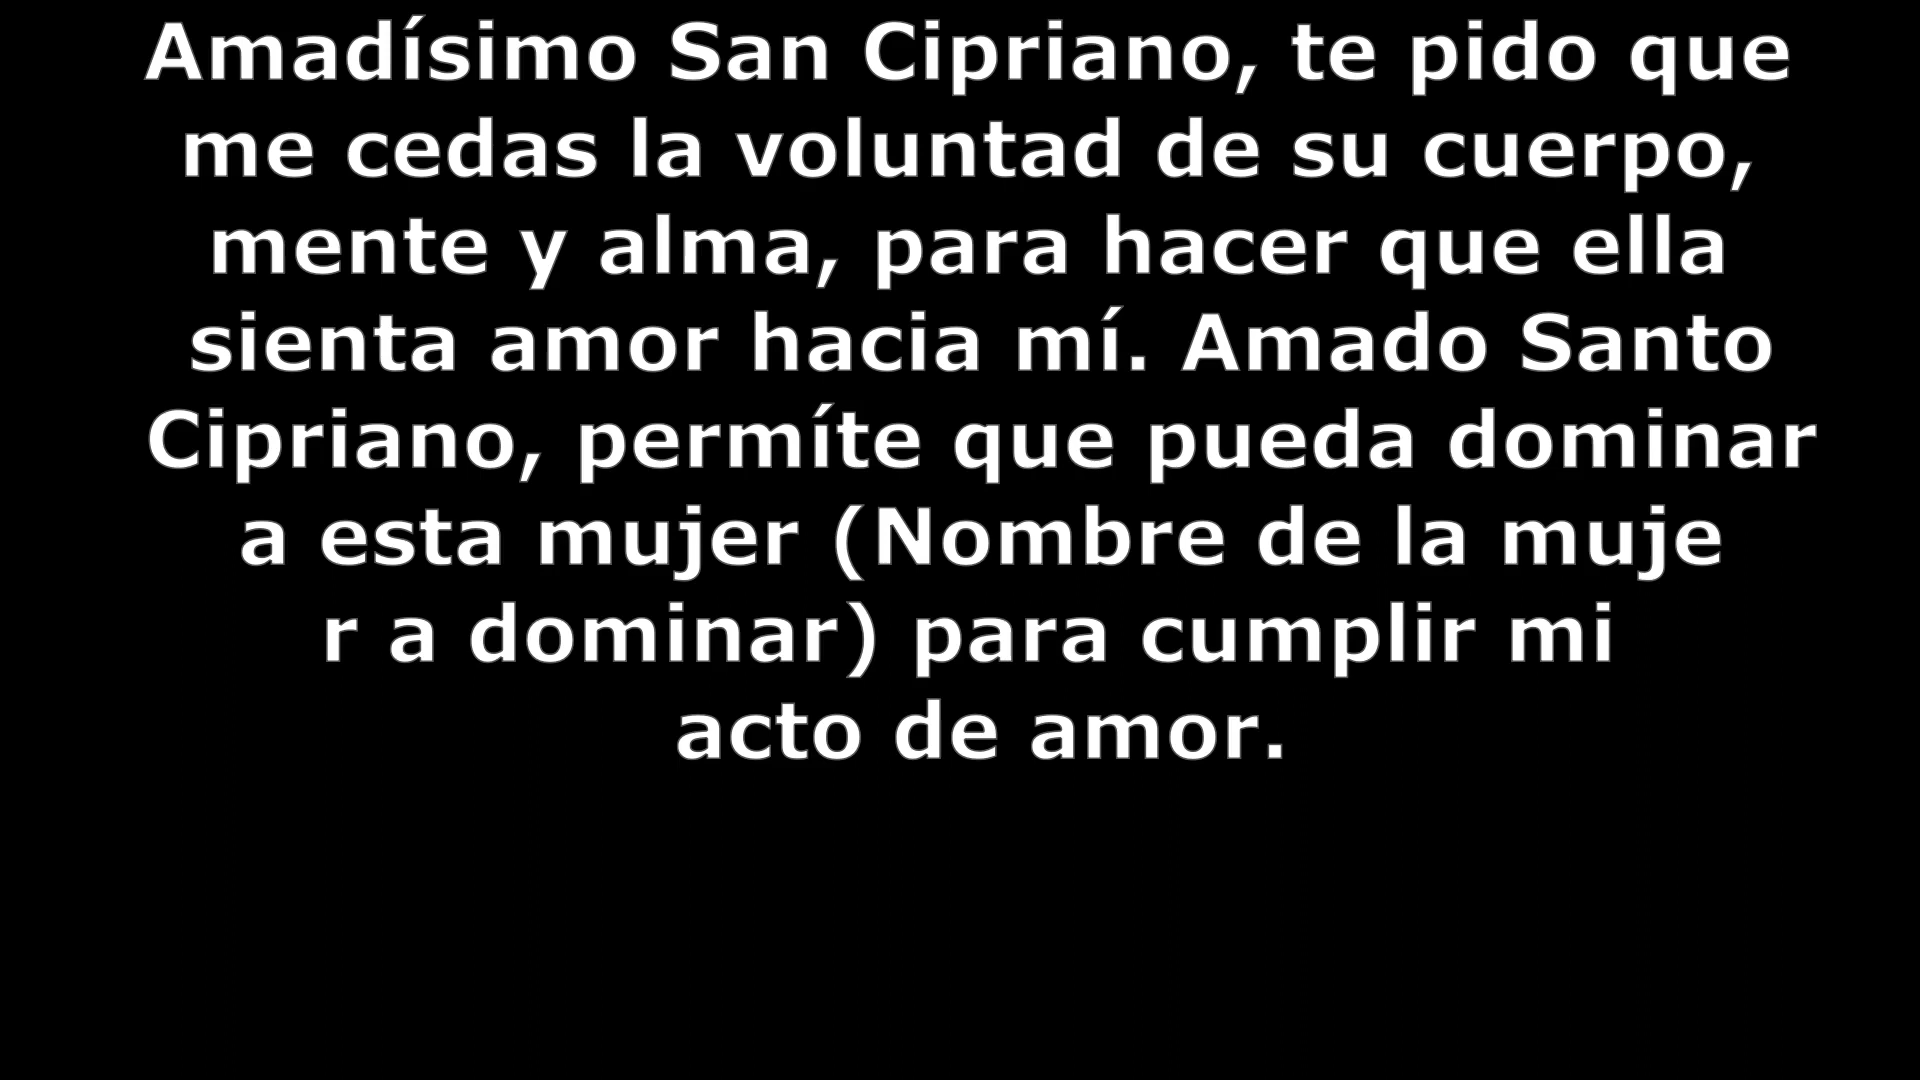 Amadísimo San Cipriano, te pido que
me cedas la voluntad de su cuerpo,
mente y alma, para hacer que ella
sienta amor hacia mí. Amado Santo
Cipriano, permíte que pueda dominar
a esta mujer (Nombre de la muje
r a dominar) para cumplir mi
acto de amor.